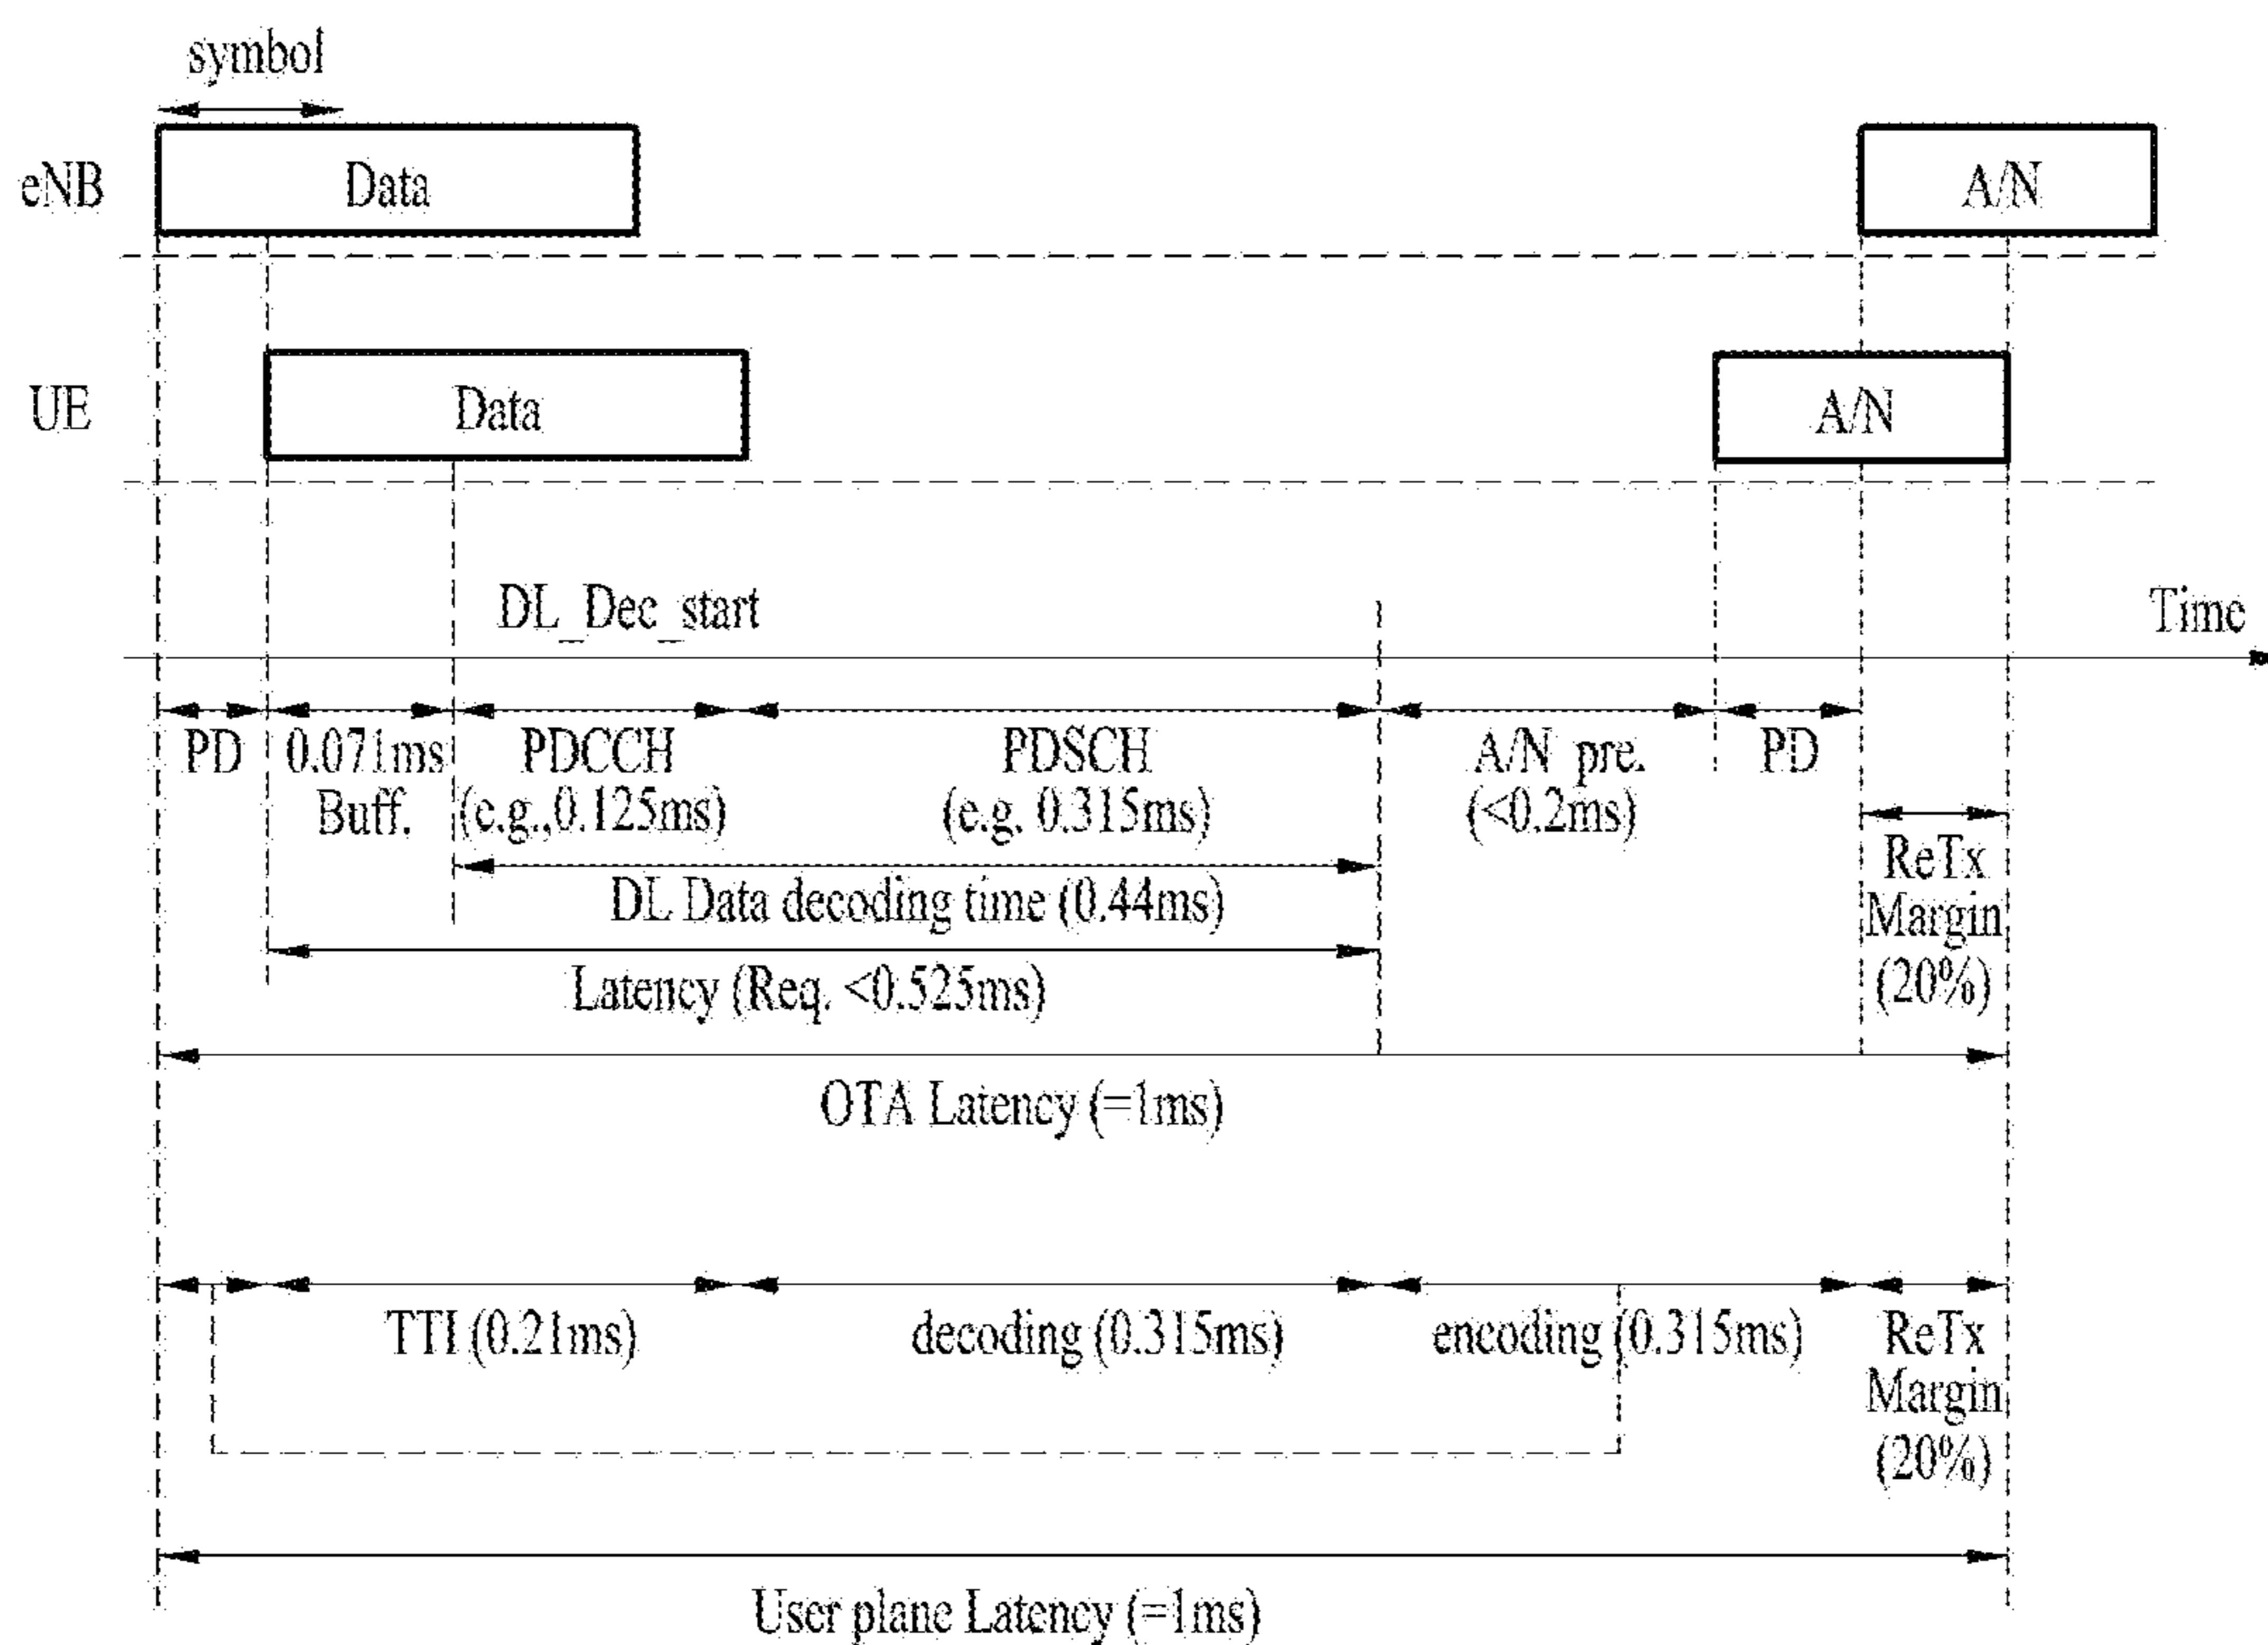 symbol
eNB
Data
A/N
UE
Data
A/N
DL_Dec_start
Time
PD
0.071ms
Buff.
PDCCH
(e.g.,0.125ms)
PDSCH
(e.g. 0.315ms)
A/N pre.
(<0.2ms)
PD
ReTx
Margin
(20%)
DL Data decoding time (0.44ms)
Latency (Req. <0.525ms)
OTA Latency (=1ms)
TTI (0.21ms)
decoding (0.315ms)
encoding (0.315ms)
ReTx
Margin
(20%)
User plane Latency (=1ms)